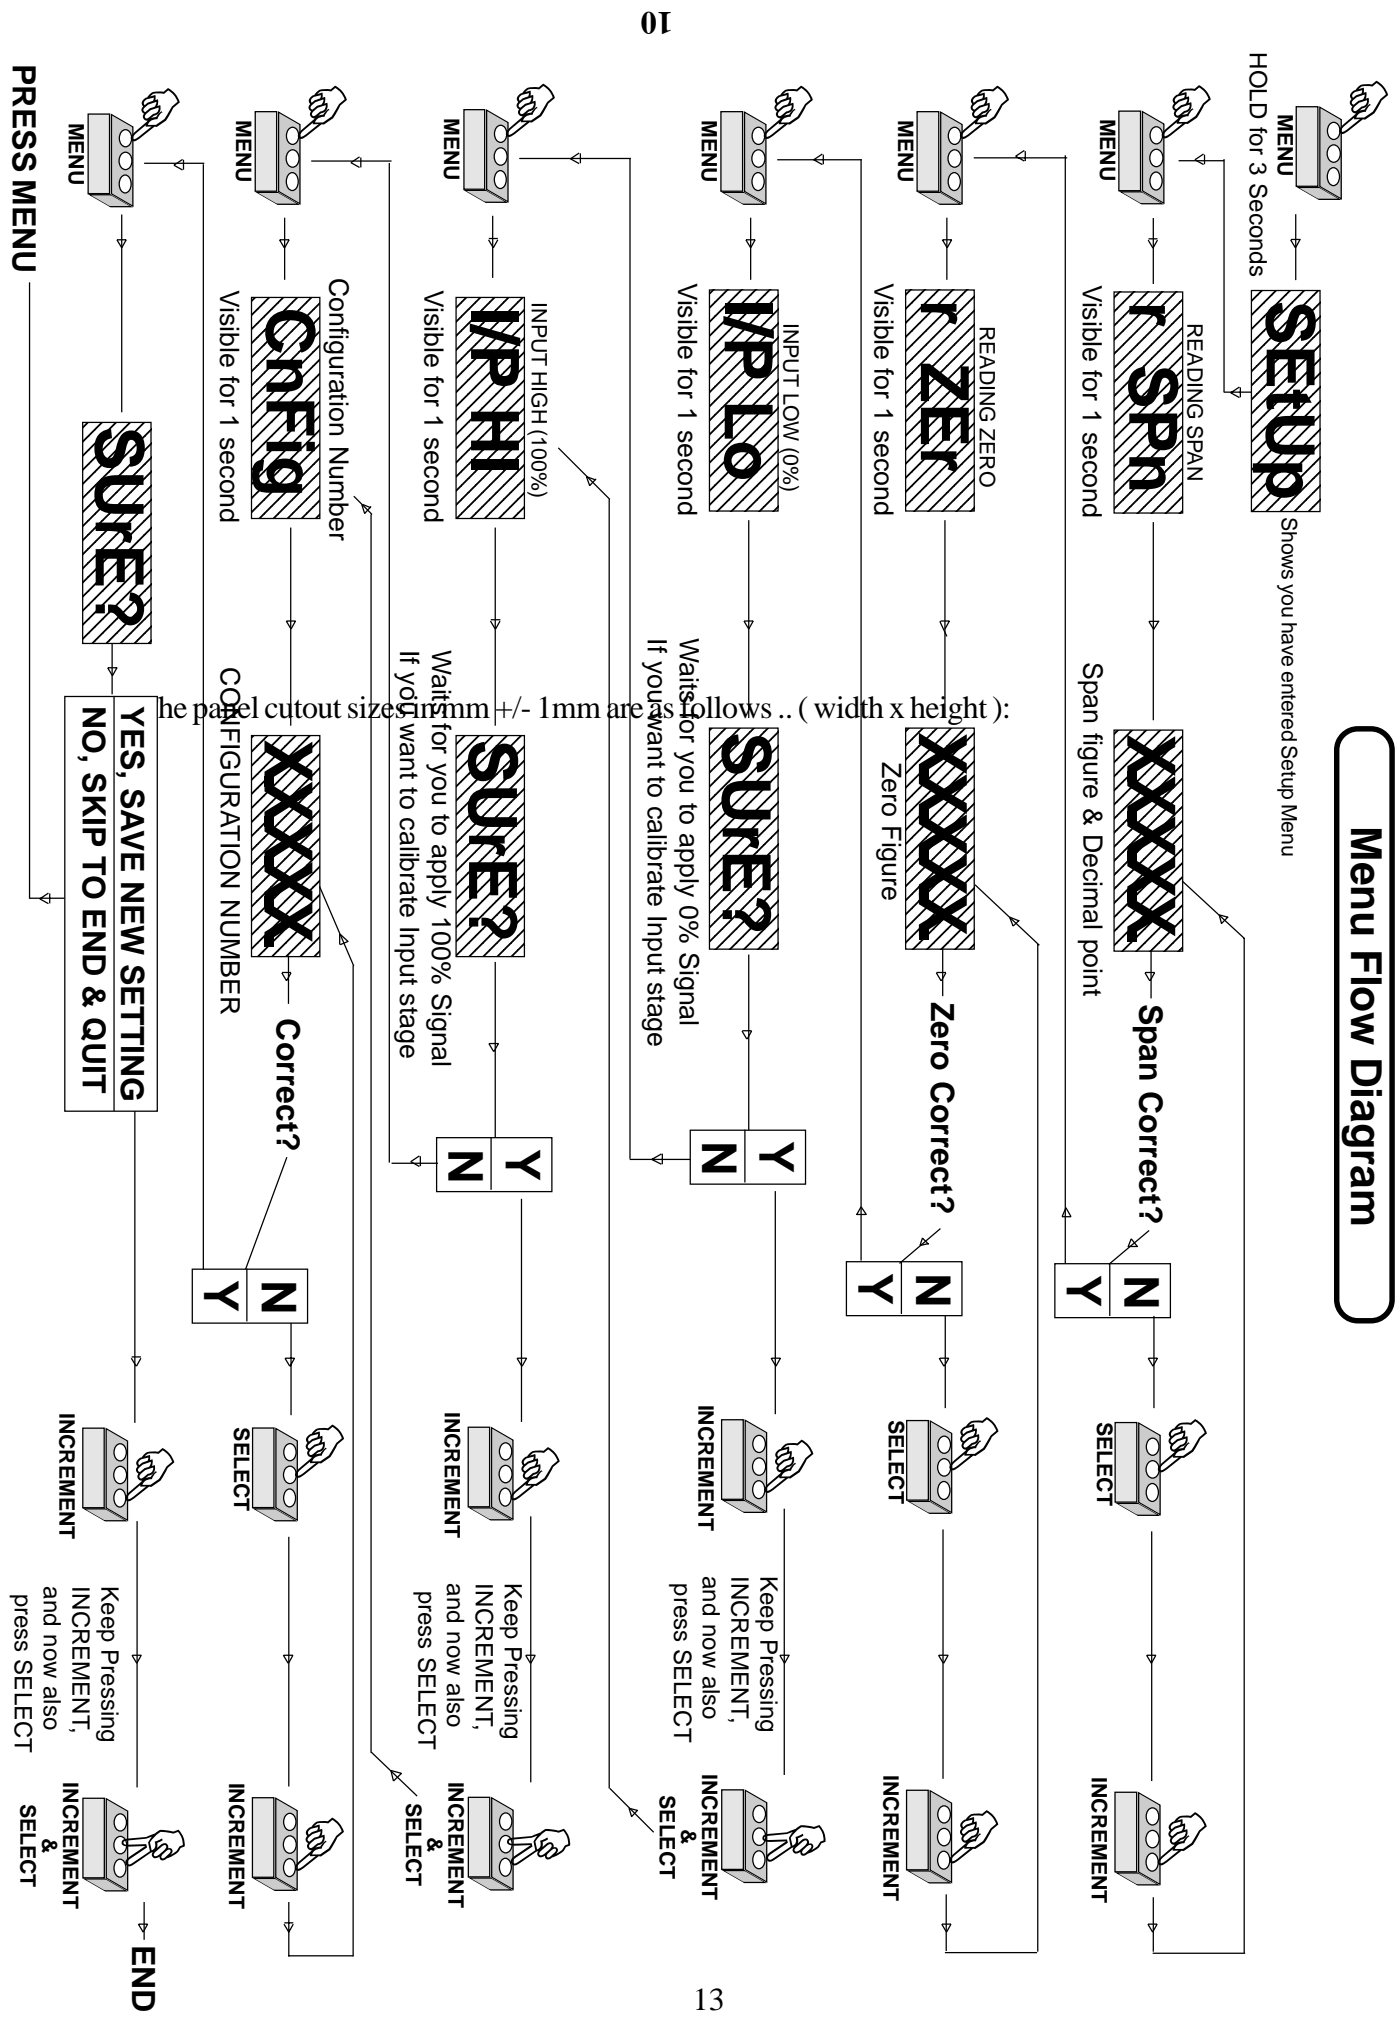 10
Menu Flow Diagram
MENU
HOLD for 3 Seconds
SEtUp
Shows you have entered Setup Menu
MENU
READING SPAN
r SPn
Visible for 1 second
XXXXX
Span figure & Decimal point
Span Correct?
N
Y
SELECT
INCREMENT
MENU
READING ZERO
r ZEr
Visible for 1 second
XXXXX
Zero Figure
Zero Correct?
N
Y
SELECT
INCREMENT
MENU
INPUT LOW (0%)
I/P Lo
Visible for 1 second
SUrE?
Waits for you to apply 0% Signal
If you want to calibrate Input stage
Y
N
INCREMENT
Keep Pressing
INCREMENT,
and now also
press SELECT
INCREMENT
&
SELECT
MENU
INPUT HIGH (100%)
I/P HI
Visible for 1 second
SUrE?
Waits for you to apply 100% Signal
If you want to calibrate Input stage
Y
N
INCREMENT
Keep Pressing
INCREMENT,
and now also
press SELECT
INCREMENT
&
SELECT
MENU
Configuration Number
CnFig
Visible for 1 second
XXXXX
CONFIGURATION NUMBER
Correct?
N
Y
SELECT
INCREMENT
MENU
SUrE?
YES, SAVE NEW SETTING
NO, SKIP TO END & QUIT
INCREMENT
Keep Pressing
INCREMENT,
and now also
press SELECT
INCREMENT
&
SELECT
END
PRESS MENU
he panel cutout sizes in mm +/- 1mm are as follows .. ( width x height ):
13